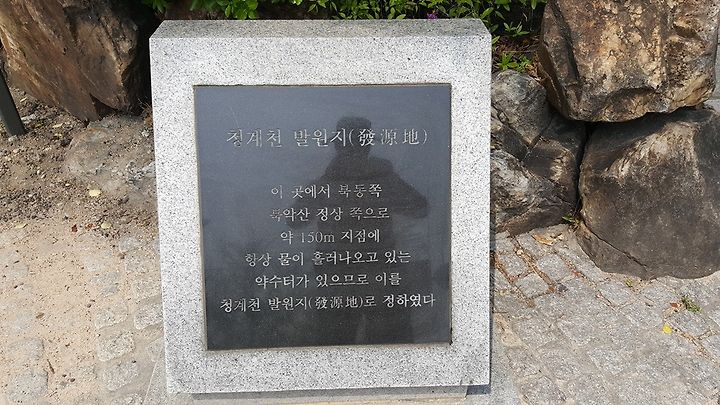 청계천 발원지(發源地)
이 곳에서 북동쪽
북악산 정상 쪽으로
약 150m 지점에
항상 물이 흘러나오고 있는
약수터가 있으므로 이를
청계천 발원지(發源地)로 정하였다